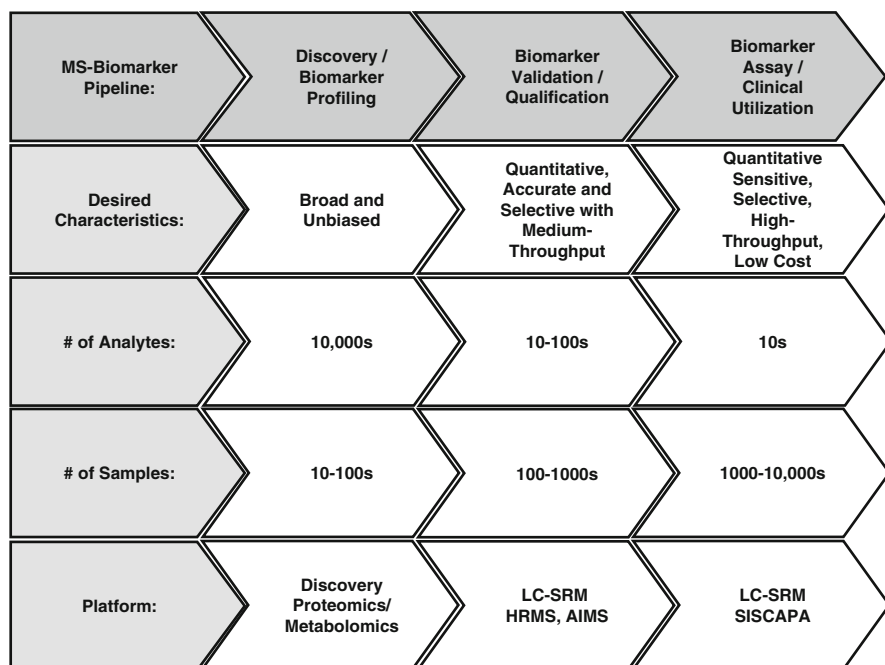 MS-Biomarker
Pipeline:
Discovery /
Biomarker
Profiling
Biomarker
Validation /
Qualification
Biomarker
Assay /
Clinical
Utilization
Desired
Characteristics:
Broad and
Unbiased
Quantitative,
Accurate and
Selective with
Medium-
Throughput
Quantitative
Sensitive,
Selective,
High-
Throughput,
Low Cost
# of Analytes:
10,000s
10-100s
10s
# of Samples:
10-100s
100-1000s
1000-10,000s
Platform:
Discovery
Proteomics/
Metabolomics
LC-SRM
HRMS, AIMS
LC-SRM
SISCAPA